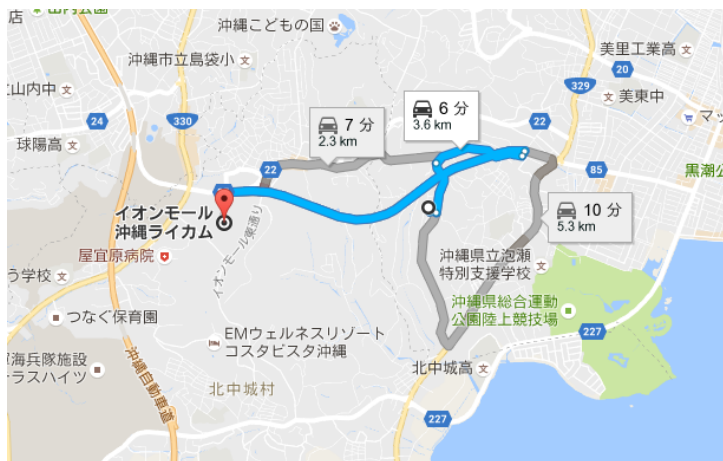 店
沖縄こどもの国
美里工業高
沖縄市立島袋小
山内中
20
329
美東中
7 分
2.3 km
6 分
3.6 km
24
330
22
マッ
球陽高
22
85
黒潮公
イオンモール
沖縄ライカム
10 分
5.3 km
屋宜原病院
イオンモール東通り
沖縄県立泡瀬
特別支援学校
う学校
沖縄県総合運動
公園陸上競技場
つなぐ保育園
EMウェルネスリゾート
コスタビスタ沖縄
227
海兵隊施設
ラスハイツ
沖縄自動車道
北中城高
北中城村
227